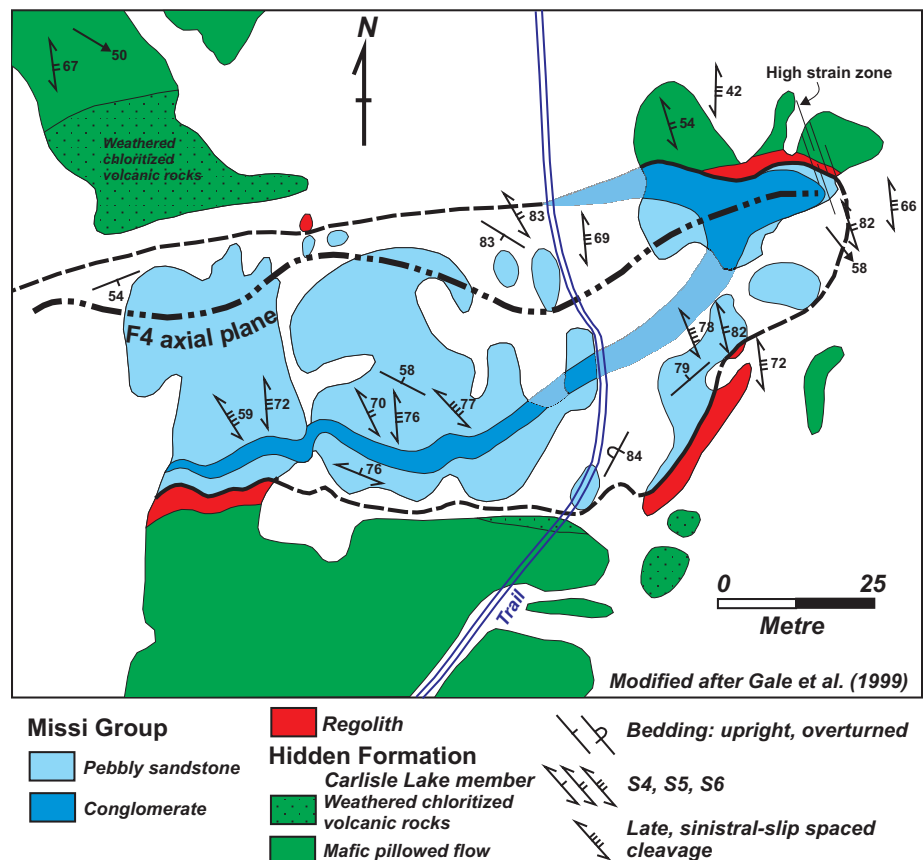 N
50
67
Weathered
chloritized
volcanic rocks
High strain zone
42
54
66
83
83
69
82
58
54
F4 axial plane
78
82
79
72
58
59
72
70
76
77
76
84
0 25
Metre
Trail
Modified after Gale et al. (1999)
Missi Group
Pebbly sandstone
Conglomerate
Regolith
Hidden Formation
Carlisle Lake member
Weathered chloritized
volcanic rocks
Mafic pillowed flow
Bedding: upright, overturned
S4, S5, S6
Late, sinistral-slip spaced
cleavage